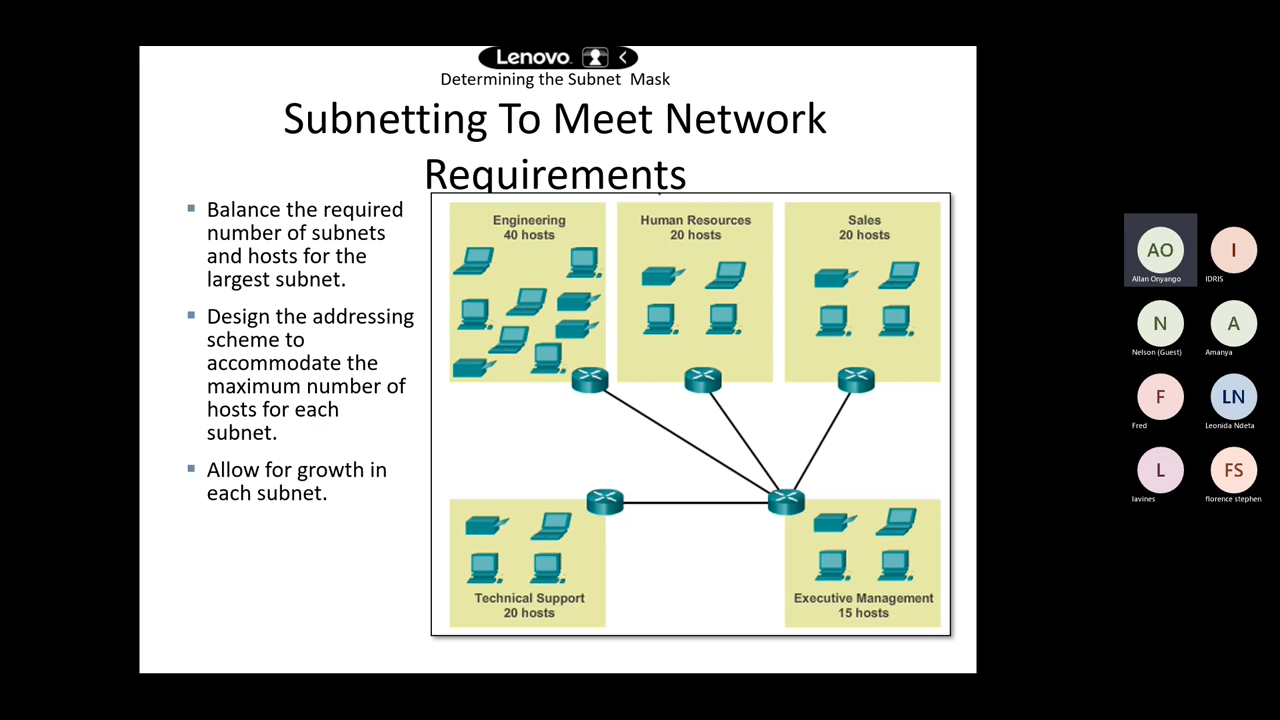 Lenovo
Determining the Subnet Mask
Subnetting To Meet Network
Requirements
Balance the required
number of subnets
and hosts for the
largest subnet.
Design the addressing
scheme to
accommodate the
maximum number of
hosts for each
subnet.
Allow for growth in
each subnet.
Engineering
40 hosts
Human Resources
20 hosts
Sales
20 hosts
Technical Support
20 hosts
Executive Management
15 hosts
AO
Allan Onyango
I
IDRIS
N
Nelson (Guest)
A
Amanya
F
Fred
LN
Leonida Ndeta
L
lavines
FS
florence stephen